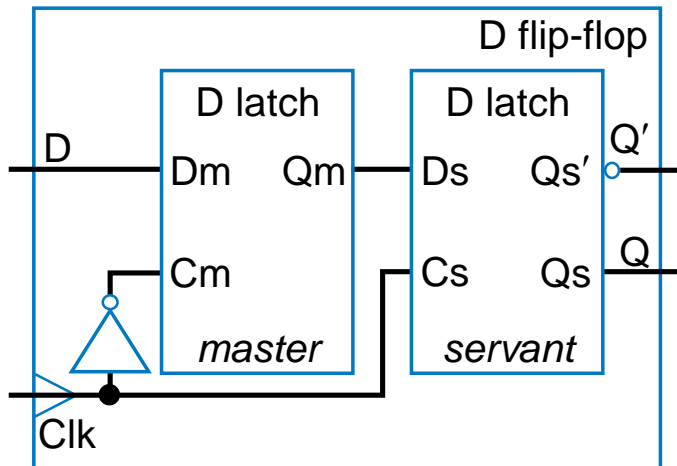 D flip-flop
D latch
D latch
D
Q′
Dm
Qm
Ds
Qs′
Cm
Cs
Qs
Q
master
servant
Clk